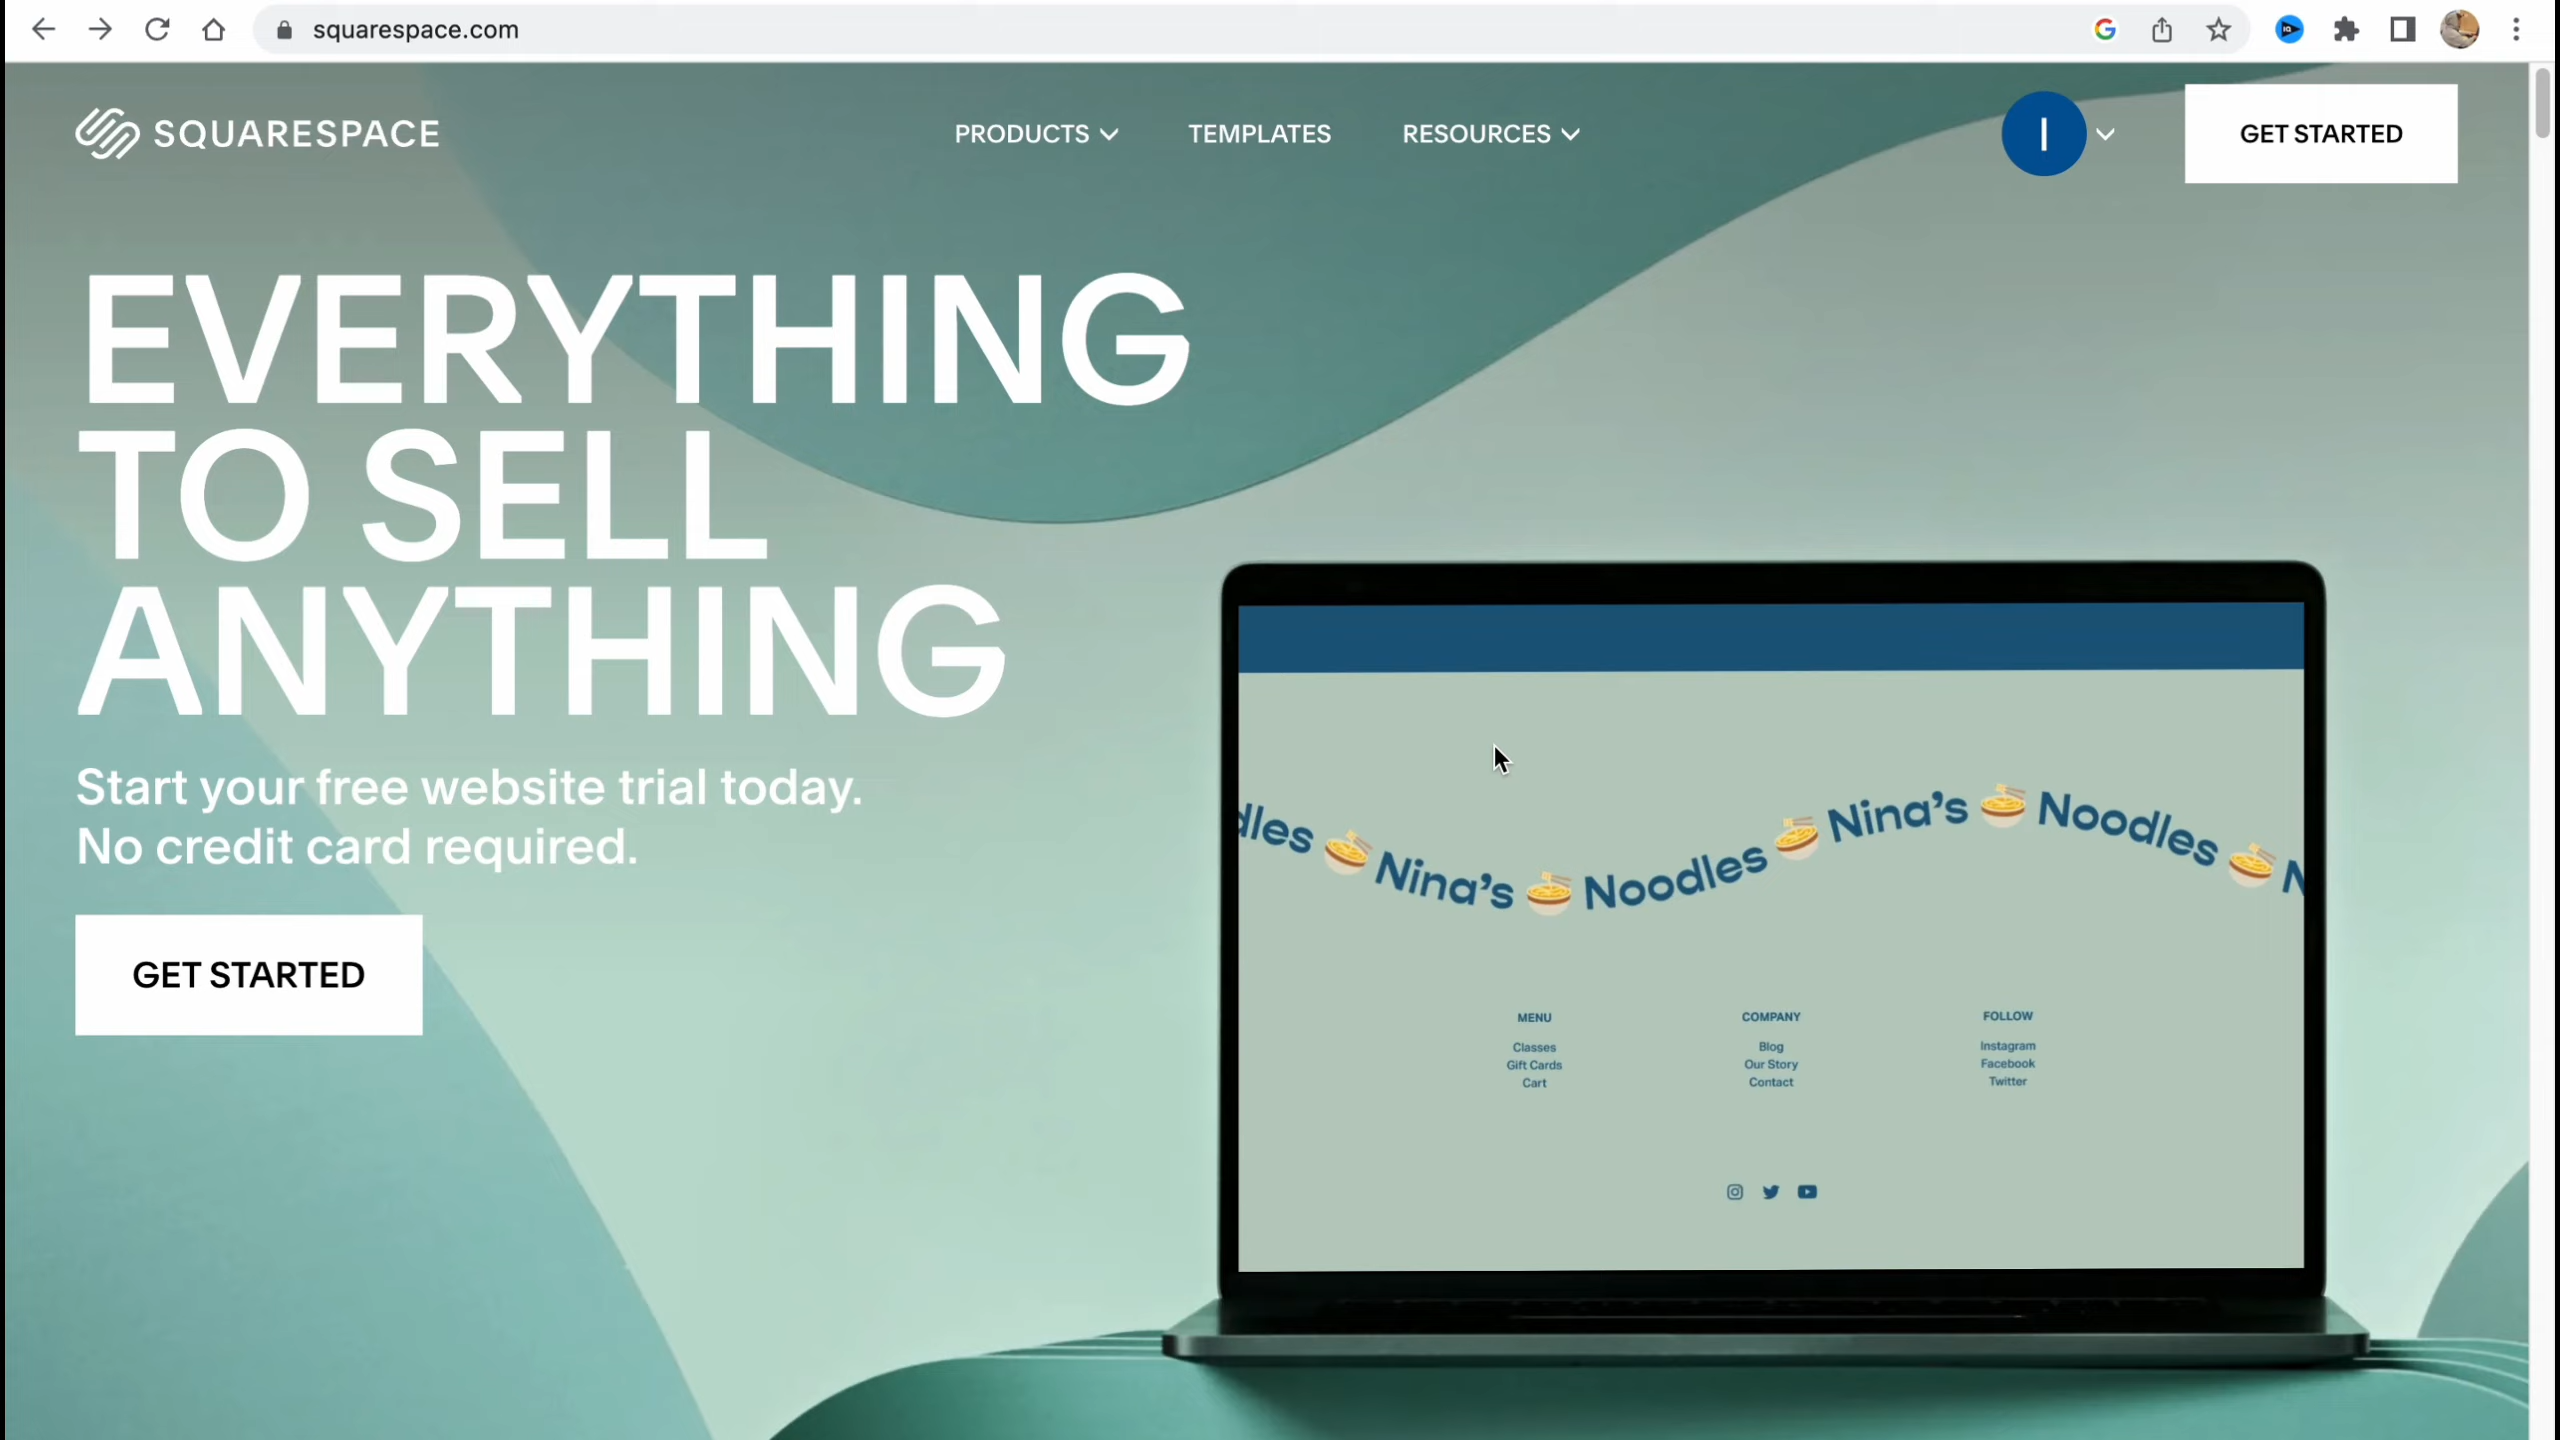 squarespace.com
SQUARESPACE
PRODUCTS
TEMPLATES
RESOURCES
I
GET STARTED
EVERYTHING
TO SELL
ANYTHING
Start your free website trial today.
No credit card required.
GET STARTED
dles 🍜 Nina's 🍜 Noodles 🍜 Nina's 🍜 Noodles 🍜 N
MENU
Classes
Gift Cards
Cart
COMPANY
Blog
Our Story
Contact
FOLLOW
Instagram
Facebook
Twitter